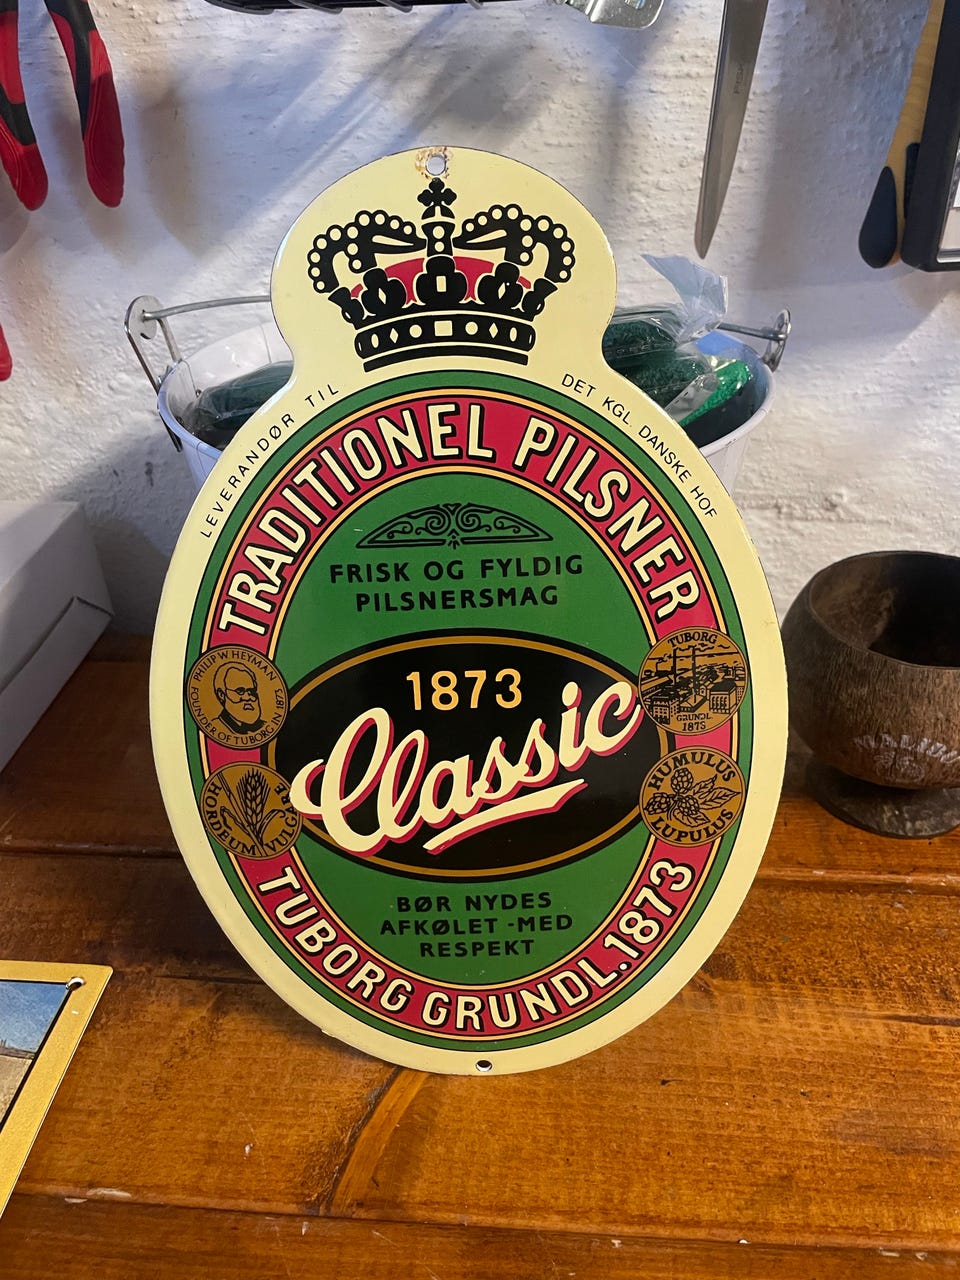 LEVERANDØR TIL
DET KGL. DANSKE HOF
TRADITIONEL PILSNER
FRISK OG FYLDIG
PILSNERSMAG
1873
Classic
PHILIP W HEYMAN
FOUNDER OF TUBORG IN 1873
TUBORG
GRUNDL
1873
HORDEUM VULGARE
HUMULUS
LUPULUS
BØR NYDES
AFKØLET -MED
RESPEKT
TUBORG GRUNDL.1873